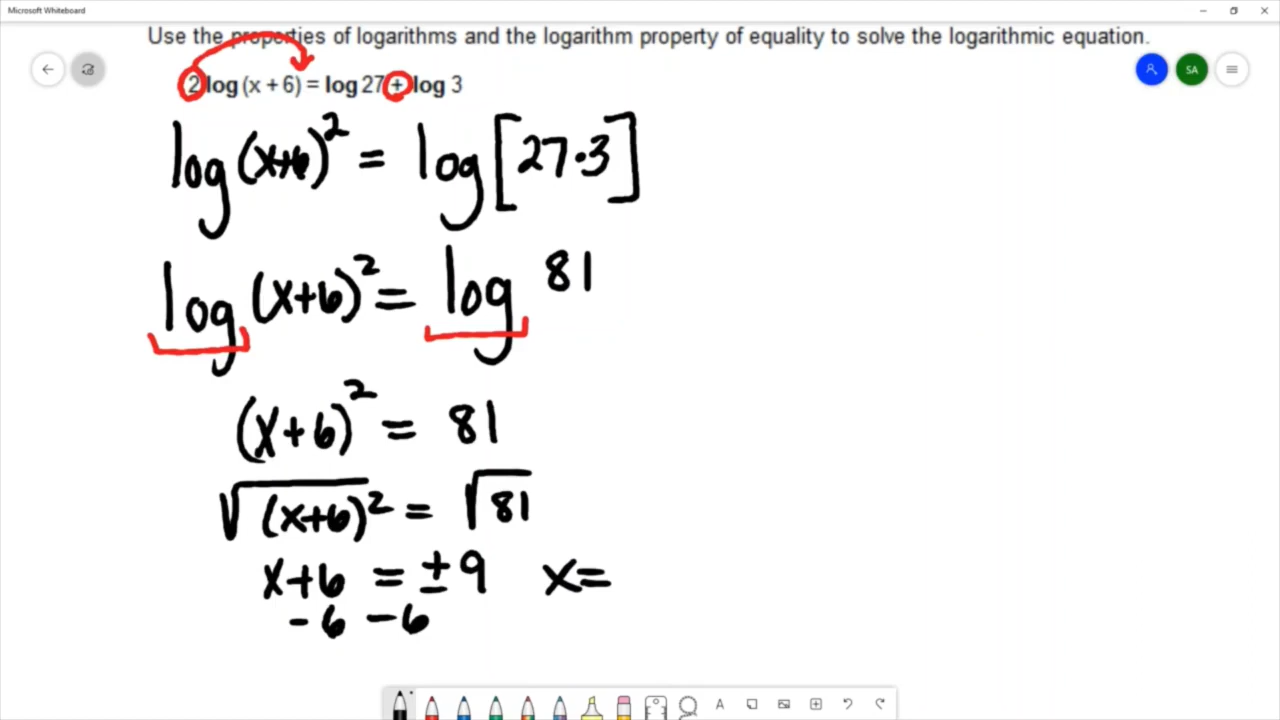 Microsoft Whiteboard
Use the properties of logarithms and the logarithm property of equality to solve the logarithmic equation.
SA
2 log (x + 6) = log 27 + log 3
log (x+6)² = log [27·3]
log (x+6)² = log 81
(x+6)² = 81
√(x+6)² = √81
x+6 = ±9 x=
-6 -6
A